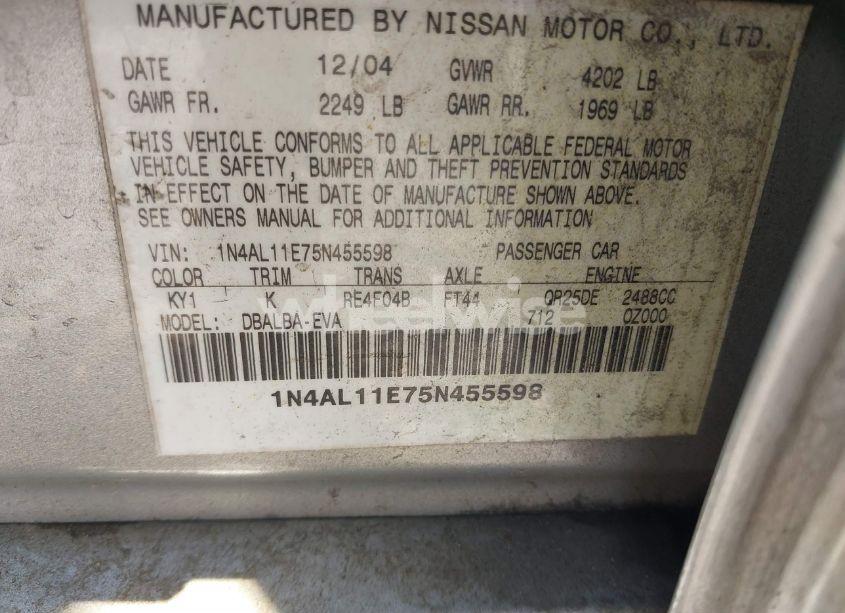 MANUFACTURED BY NISSAN MOTOR CO., LTD.
DATE 12/04 GVWR 4202 LB
GAWR FR. 2249 LB GAWR RR. 1969 LB
THIS VEHICLE CONFORMS TO ALL APPLICABLE FEDERAL MOTOR
VEHICLE SAFETY, BUMPER AND THEFT PREVENTION STANDARDS
IN EFFECT ON THE DATE OF MANUFACTURE SHOWN ABOVE.
SEE OWNERS MANUAL FOR ADDITIONAL INFORMATION
VIN: 1N4AL11E75N455598 PASSENGER CAR
COLOR TRIM TRANS AXLE ENGINE
KY1 K RE4F04B FT44 QR25DE 2488CC
wheelwise
MODEL: DBALBA-EVA 712 0Z000
1N4AL11E75N455598